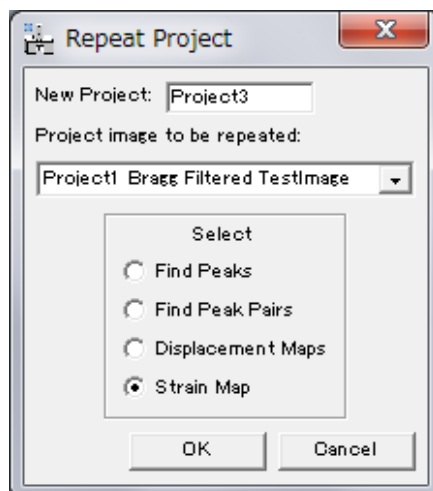 Repeat Project
New Project: Project3
Project image to be repeated:
Project1 Bragg Filtered TestImage
Select
Find Peaks
Find Peak Pairs
Displacement Maps
Strain Map
OK Cancel